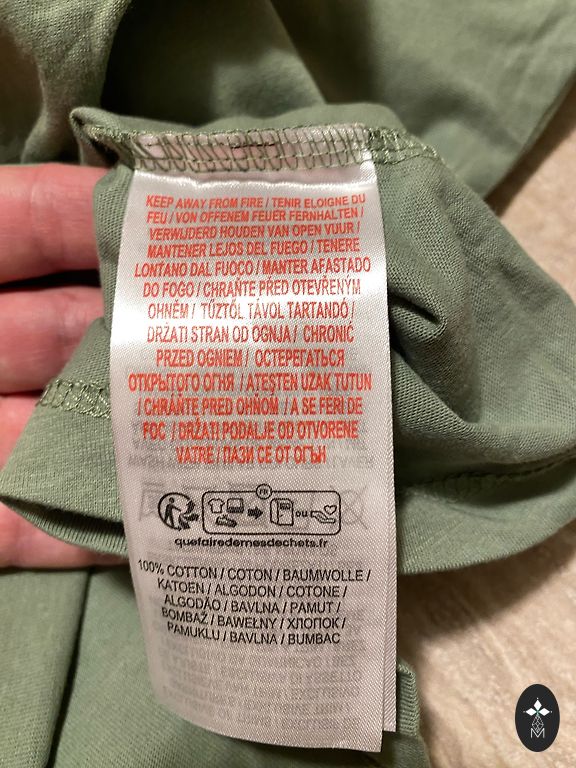 KEEP AWAY FROM FIRE / TENIR ELOIGNE DU
FEU / VON OFFENEM FEUER FERNHALTEN /
VERWIJDERD HOUDEN VAN OPEN VUUR /
MANTENER LEJOS DEL FUEGO / TENERE
LONTANO DAL FUOCO / MANTER AFASTADO
DO FOGO / CHRAŇTE PŘED OTEVŘENÝM
OHNĚM / TŰZTŐL TÁVOL TARTANDÓ /
DRŽATI STRAN OD OGNJA / CHRONIĆ
PRZED OGNIEM / ОСТЕРЕГАТЬСЯ
ОТКРЫТОГО ОГНЯ / ATEŞTEN UZAK TUTUN
/ CHRÁŇTE PRED OHŇOM / A SE FERI DE
FOC / DRŽATI PODALJE OD OTVORENE
VATRE / ПАЗИ СЕ ОТ ОГЪН
FR
OU
quefairedemesdechets.fr
100% COTTON / COTON / BAUMWOLLE /
KATOEN / ALGODON / COTONE /
ALGODÃO / BAVLNA / PAMUT /
BOMBAŽ / BAWEŁNY / ХЛОПОК /
PAMUKLU / BAVLNA / BUMBAC
M